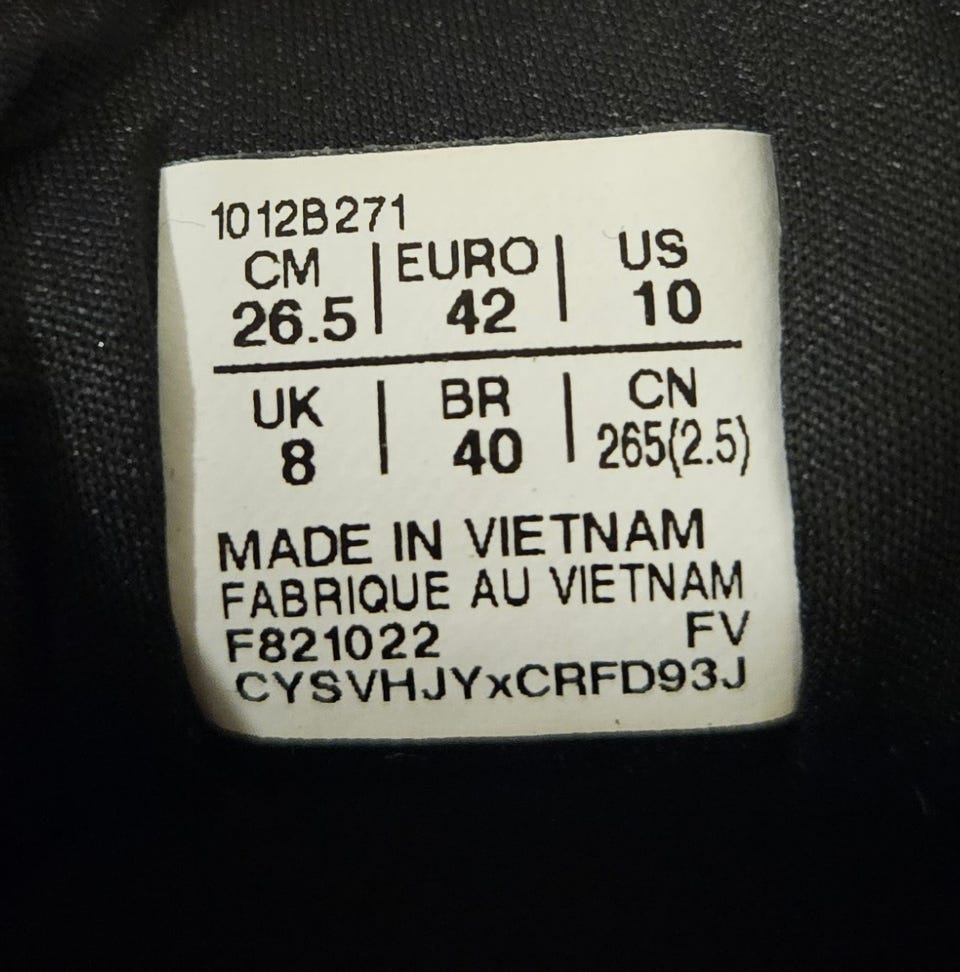 1012B271
CM | EURO | US
26.5 | 42 | 10
UK | BR | CN
8 | 40 | 265(2.5)
MADE IN VIETNAM
FABRIQUE AU VIETNAM
F821022 FV
CYSVHJYxCRFD93J